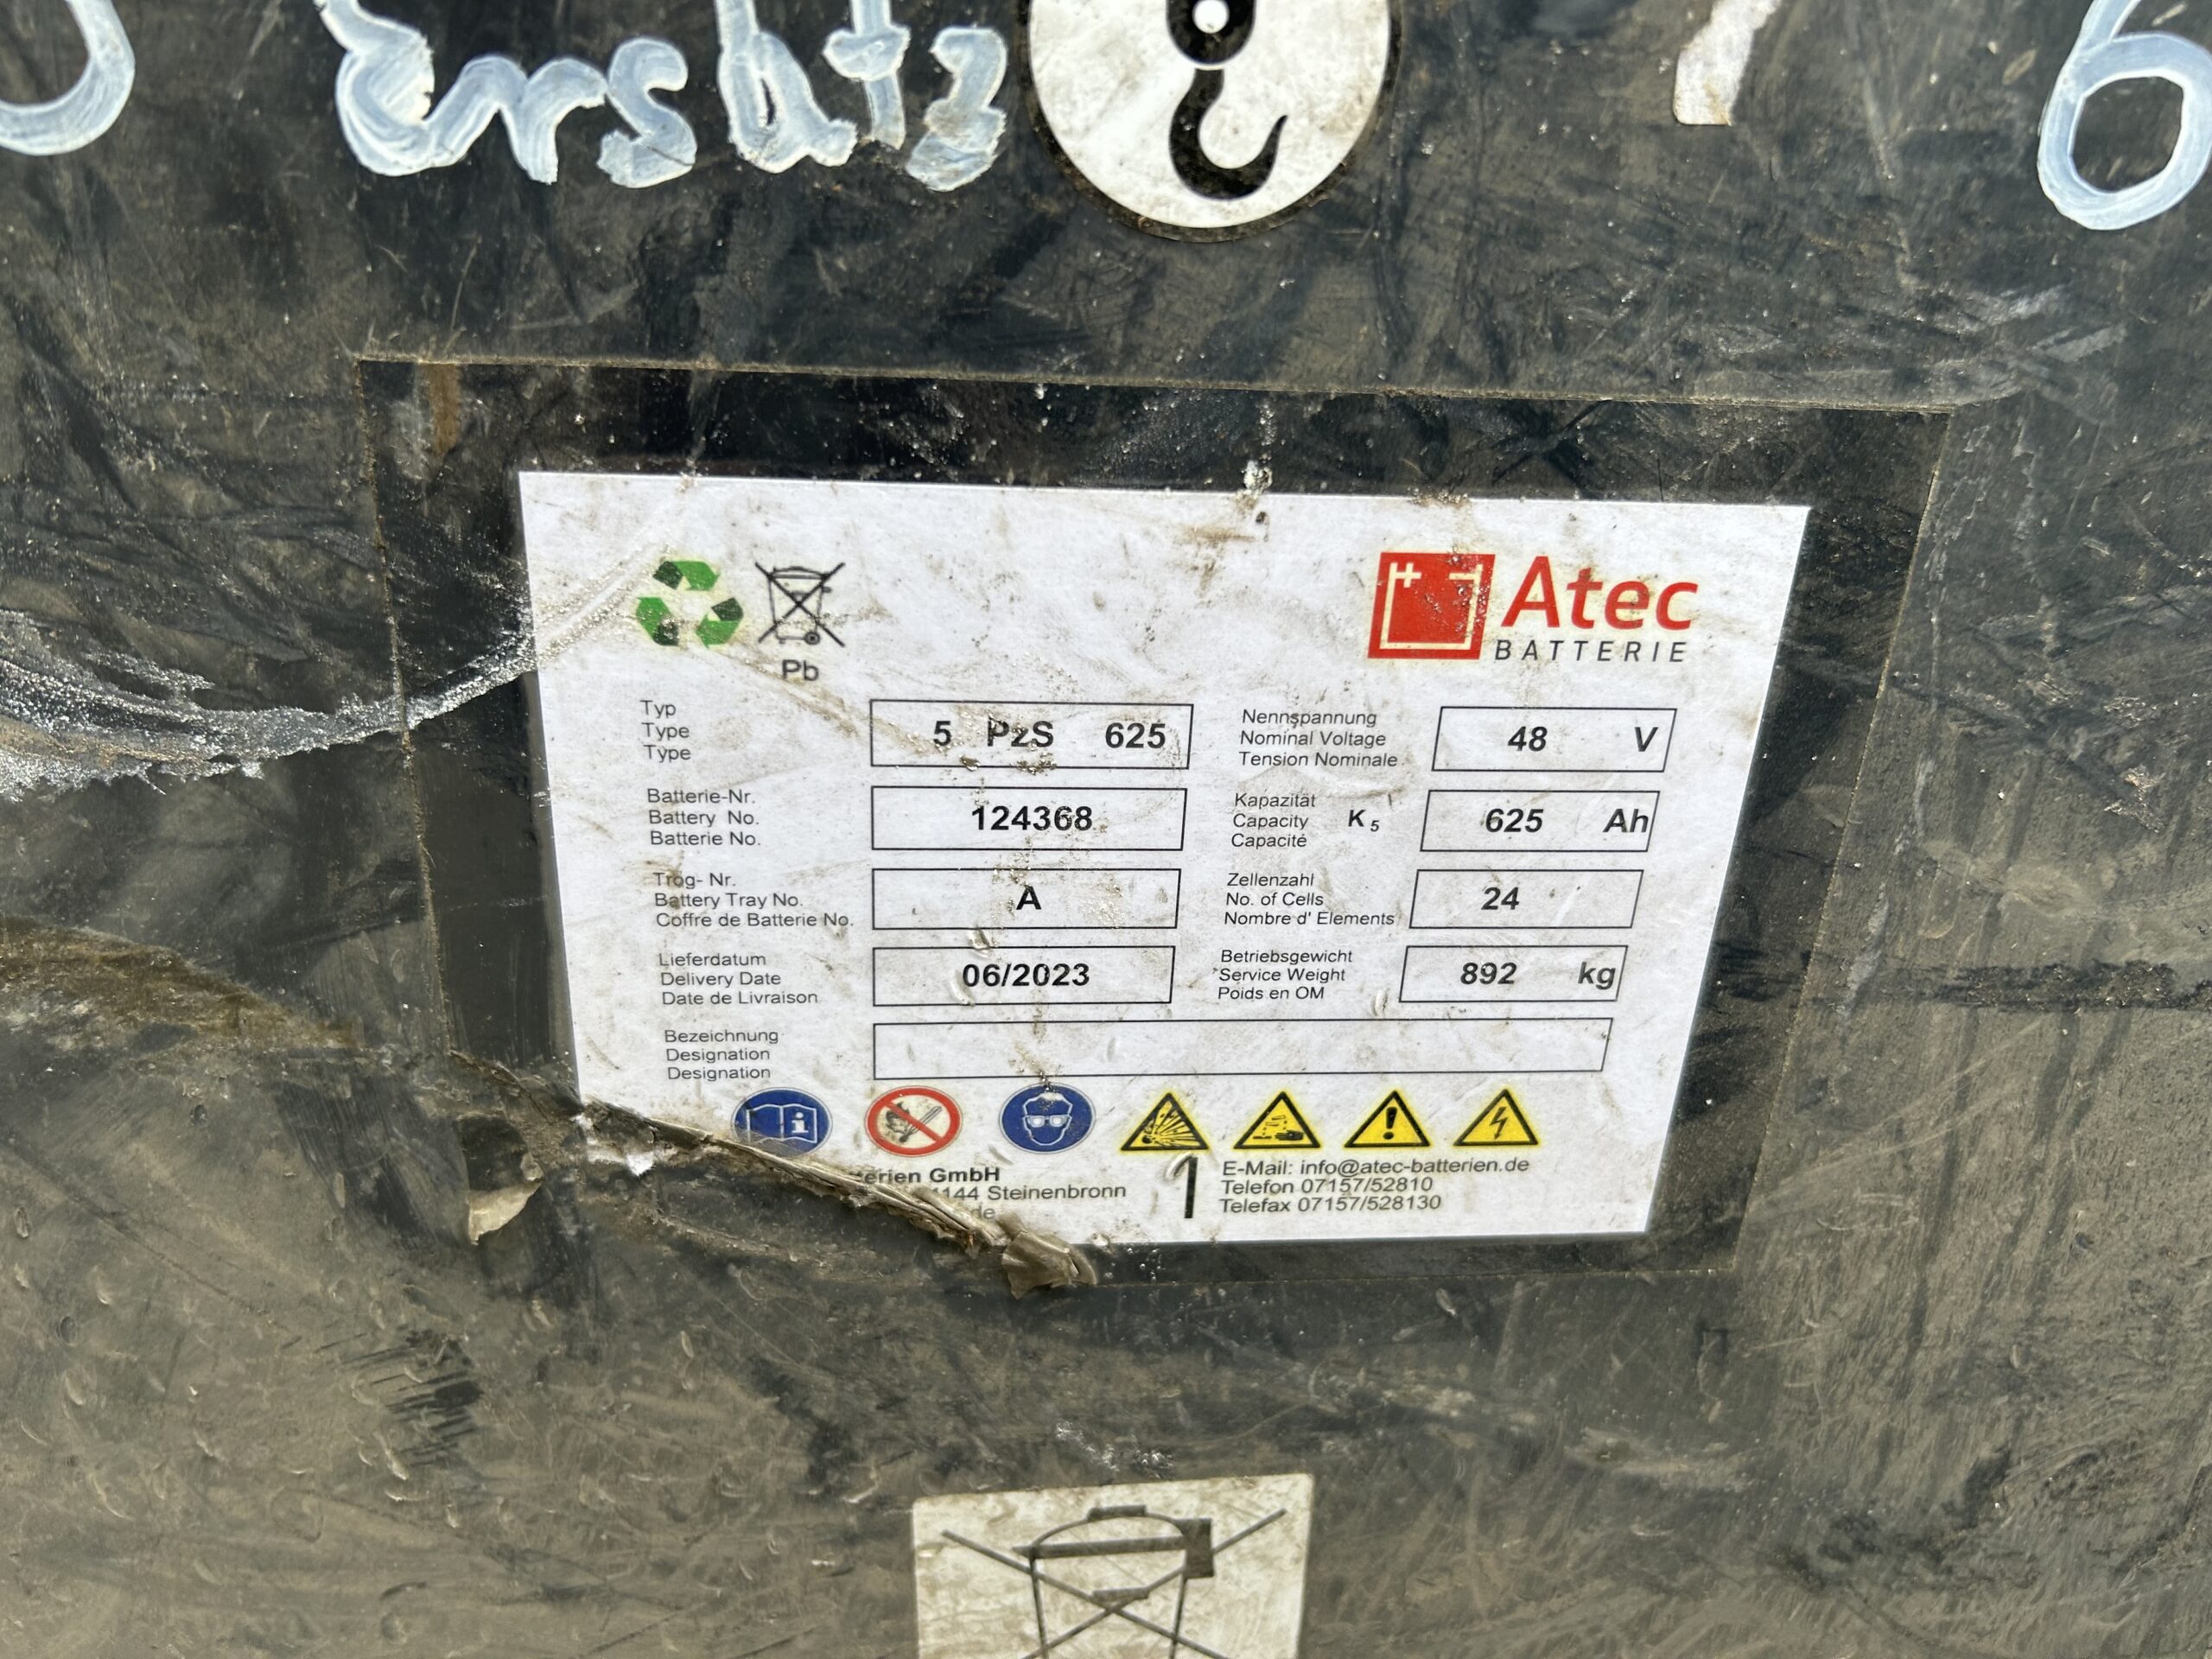 Ersatz
6
Atec
BATTERIE
Pb
Typ
Type
Type
5 PzS 625
Nennspannung
Nominal Voltage
Tension Nominale
48 V
Batterie-Nr.
Battery No.
Batterie No.
124368
Kapazität
Capacity
Capacité
K5
625 Ah
Trog- Nr.
Battery Tray No.
Coffre de Batterie No.
A
Zellenzahl
No. of Cells
Nombre d' Elements
24
Lieferdatum
Delivery Date
Date de Livraison
06/2023
Betriebsgewicht
Service Weight
Poids en OM
892 kg
Bezeichnung
Designation
Designation
GmbH
Steinenbronn
E-Mail: info@atec-batterien.de
Telefon 07157/52810
Telefax 07157/528130